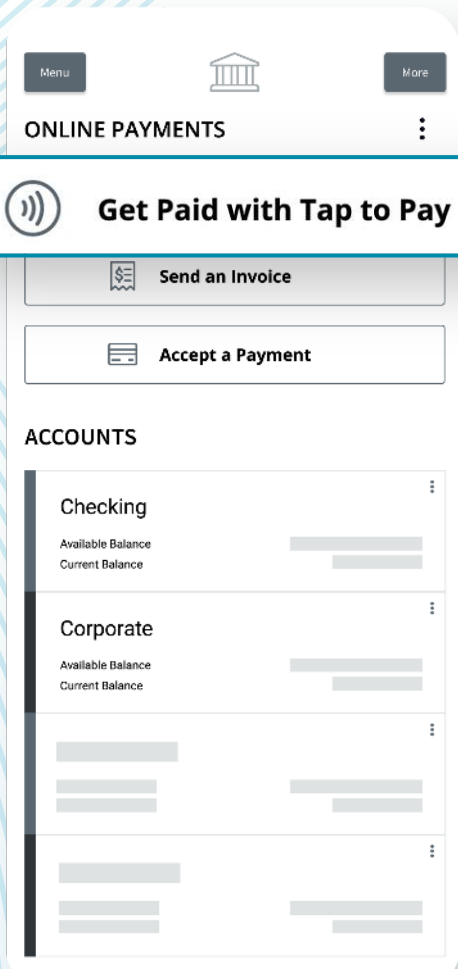 Menu
More
ONLINE PAYMENTS
Get Paid with Tap to Pay
Send an Invoice
Accept a Payment
ACCOUNTS
Checking
Available Balance
Current Balance
Corporate
Available Balance
Current Balance